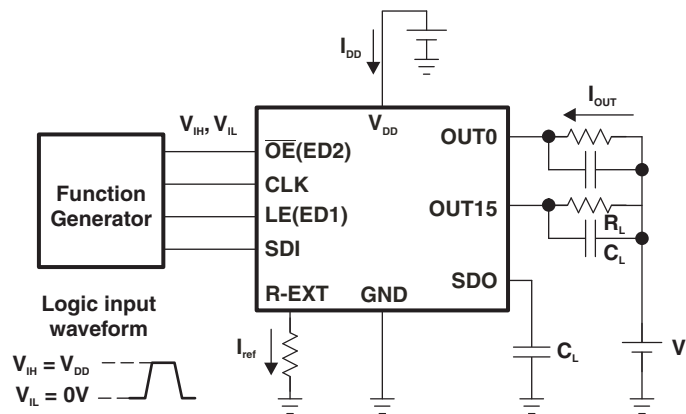 I_DD
I_OUT
V_IH, V_IL
V_DD
OUT0
OE(ED2)
Function
Generator
CLK
LE(ED1)
OUT15
R_L
SDI
C_L
SDO
R-EXT
GND
Logic input
waveform
I_ref
C_L
V
V_IH = V_DD
V_IL = 0V